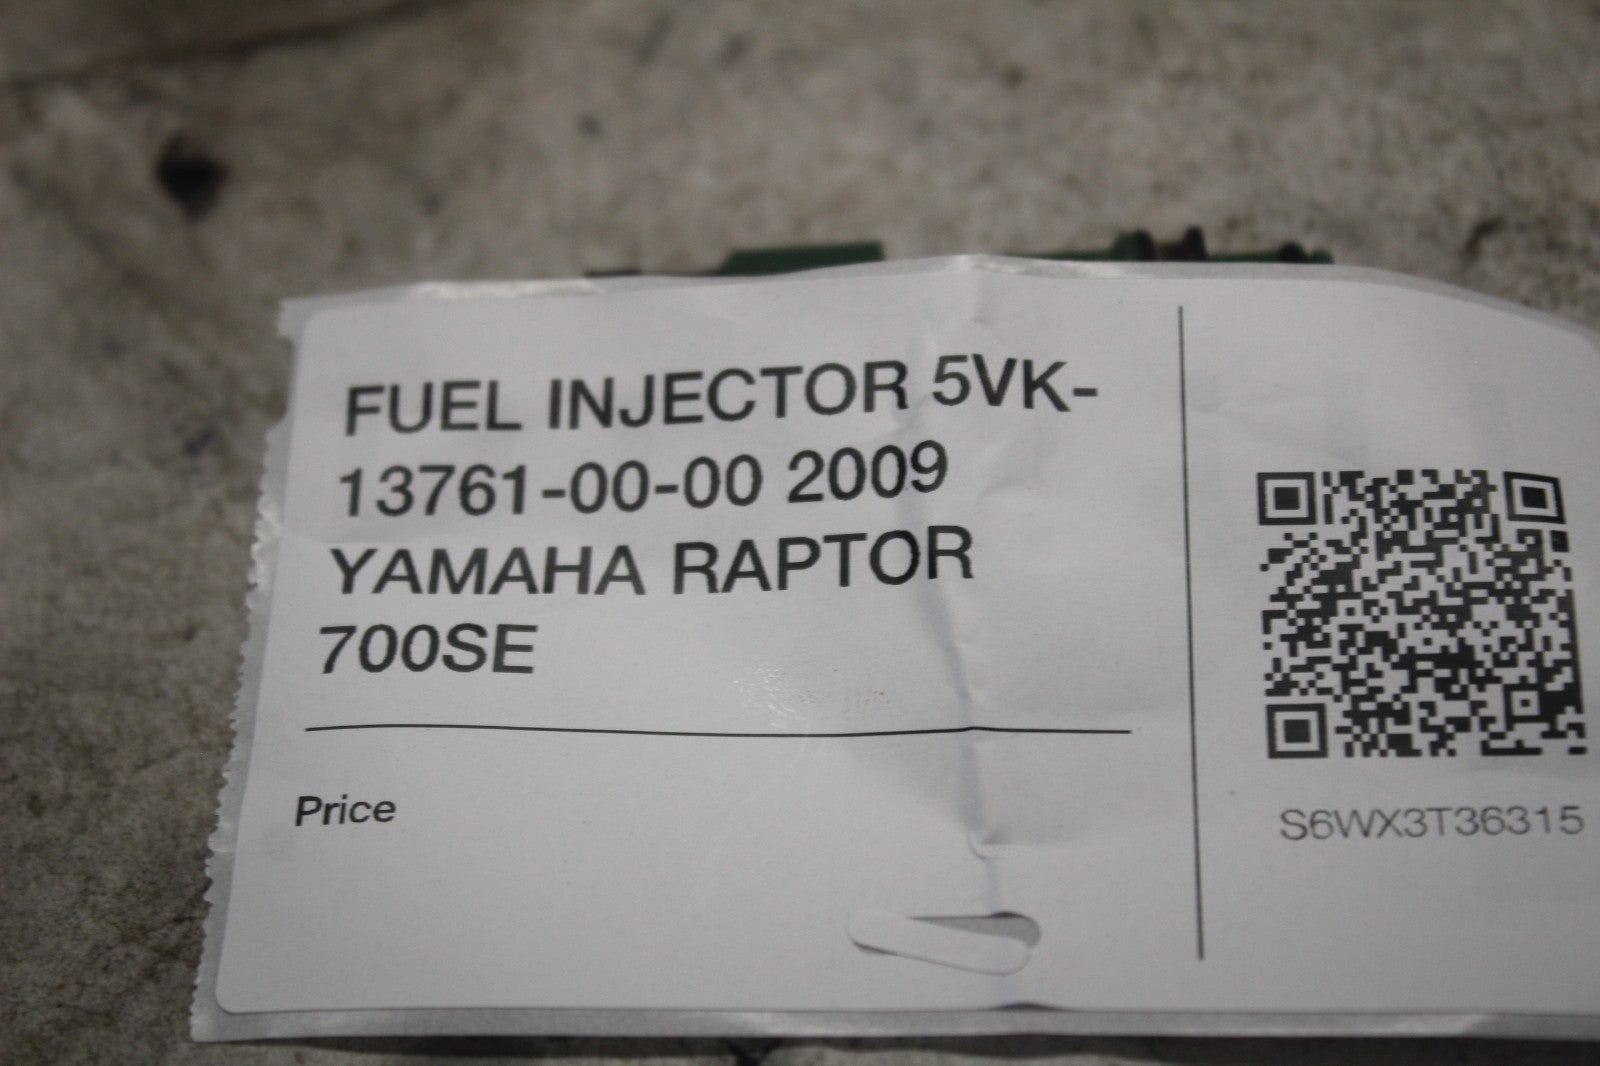 FUEL INJECTOR 5VK-
13761-00-00 2009
YAMAHA RAPTOR
700SE
Price
S6WX3T36315